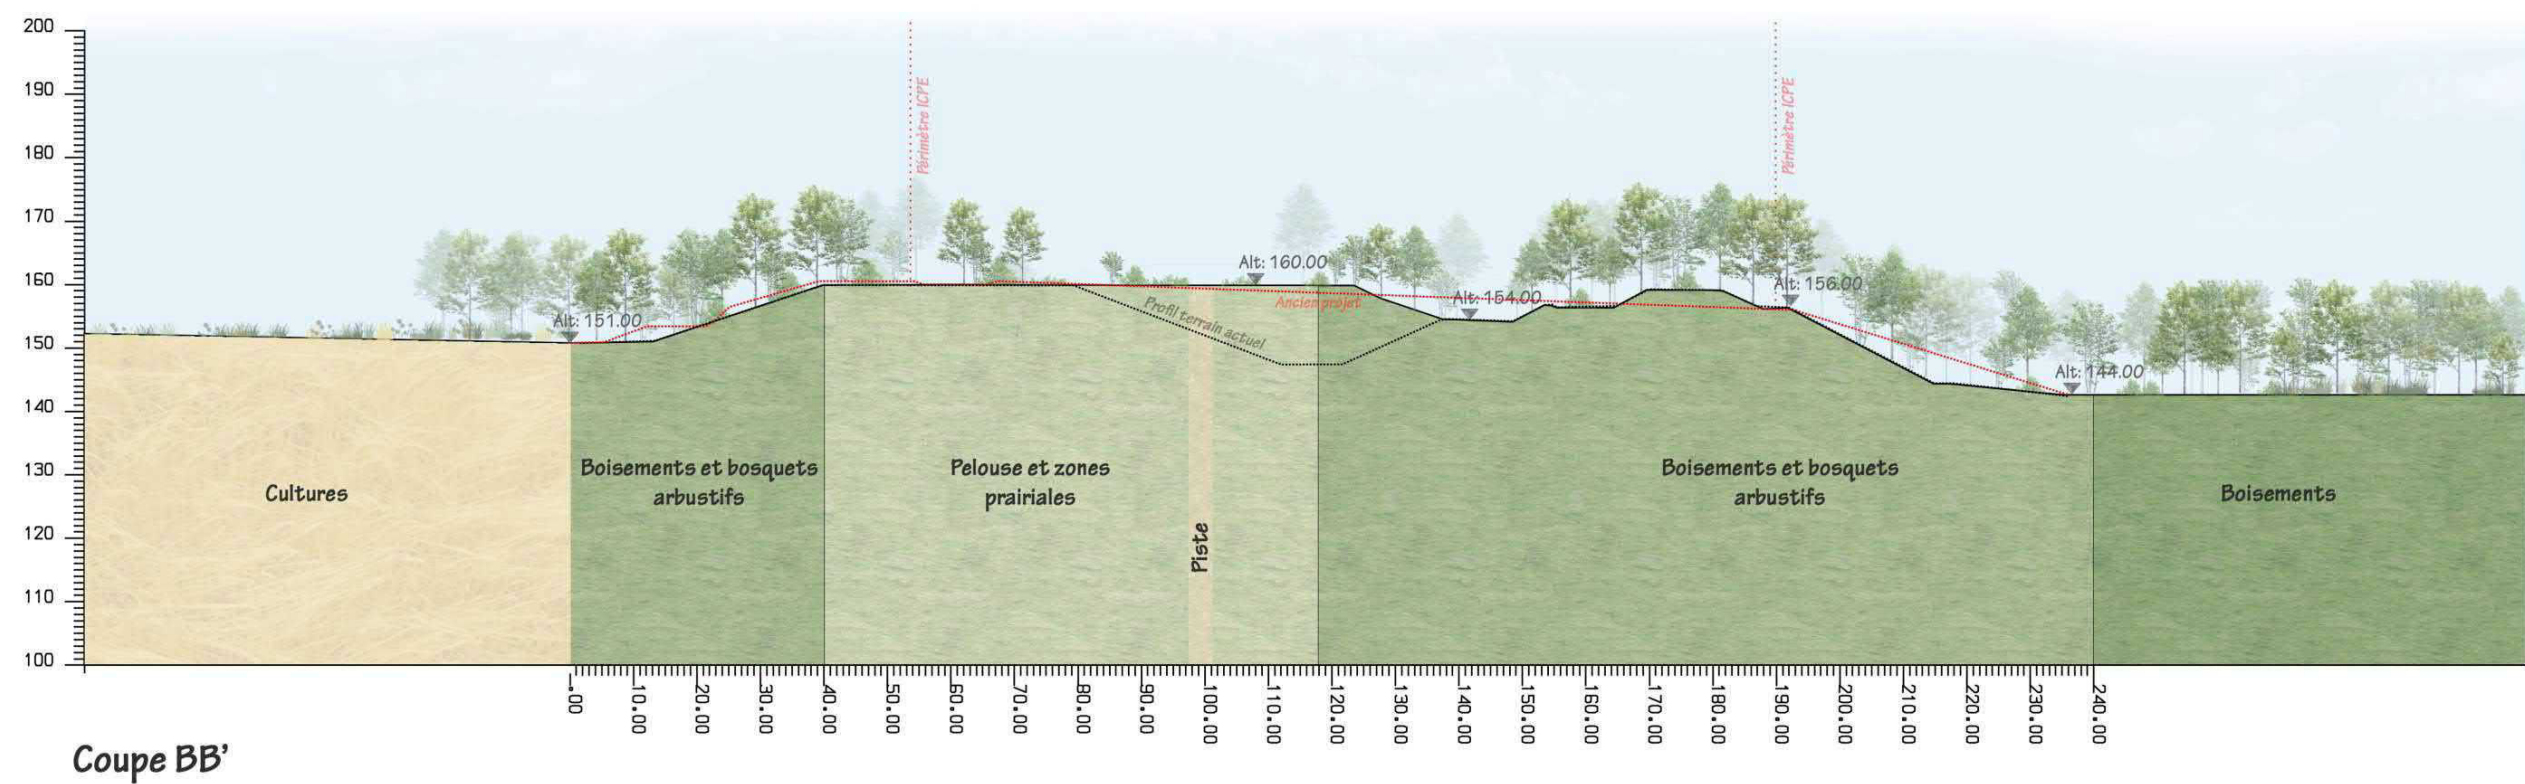 200
190
180
170
160
150
140
130
120
110
100
Périmètre ICPE
Périmètre ICPE
Alt: 151.00
Alt: 160.00
Alt: 154.00
Alt: 156.00
Alt: 144.00
Ancien projet
Profil terrain actuel
Cultures
Boisements et bosquets
arbustifs
Pelouse et zones
prairiales
Piste
Boisements et bosquets
arbustifs
Boisements
.00
10.00
20.00
30.00
40.00
50.00
60.00
70.00
80.00
90.00
100.00
110.00
120.00
130.00
140.00
150.00
160.00
170.00
180.00
190.00
200.00
210.00
220.00
230.00
240.00
Coupe BB'